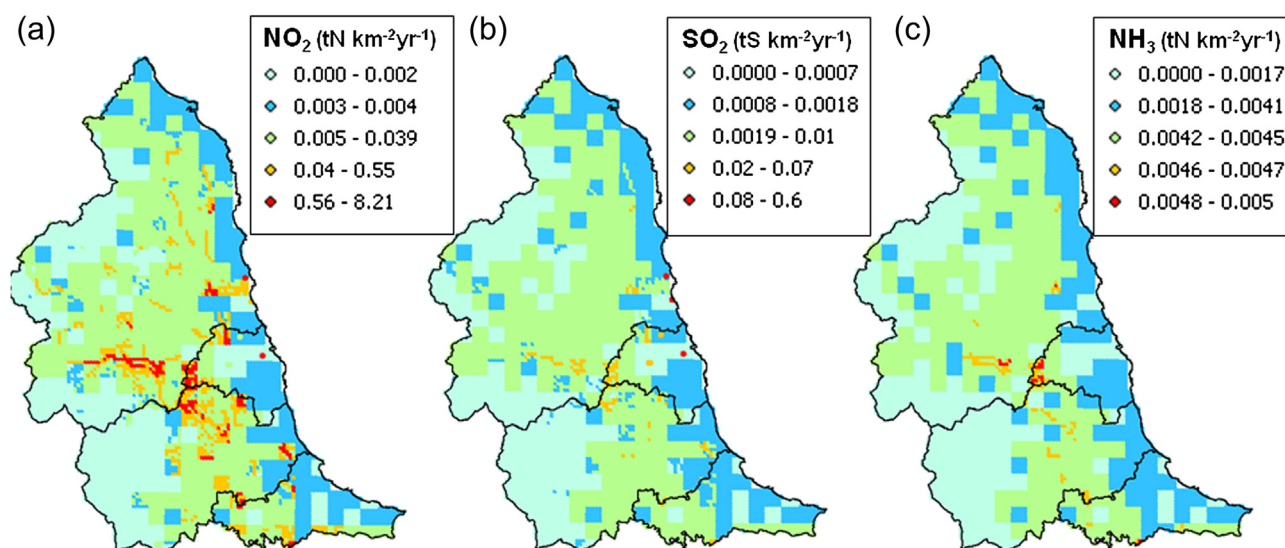 (a)
NO₂ (tN km⁻²yr⁻¹)
0.000 - 0.002
0.003 - 0.004
0.005 - 0.039
0.04 - 0.55
0.56 - 8.21
(b)
SO₂ (tS km⁻²yr⁻¹)
0.0000 - 0.0007
0.0008 - 0.0018
0.0019 - 0.01
0.02 - 0.07
0.08 - 0.6
(c)
NH₃ (tN km⁻²yr⁻¹)
0.0000 - 0.0017
0.0018 - 0.0041
0.0042 - 0.0045
0.0046 - 0.0047
0.0048 - 0.005